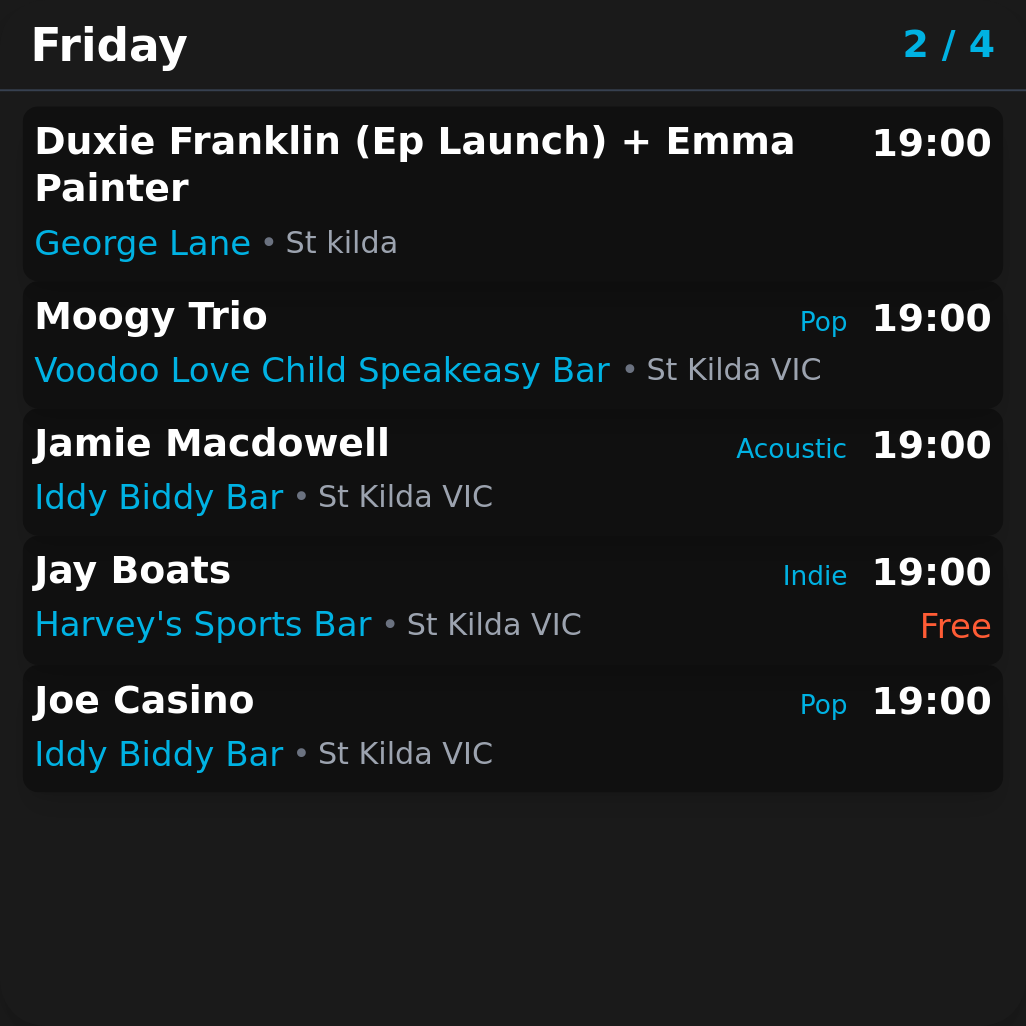 Friday
2 / 4
Duxie Franklin (Ep Launch) + Emma
Painter
19:00
George Lane • St kilda
Moogy Trio
Pop 19:00
Voodoo Love Child Speakeasy Bar • St Kilda VIC
Jamie Macdowell
Acoustic 19:00
Iddy Biddy Bar • St Kilda VIC
Jay Boats
Indie 19:00
Harvey's Sports Bar • St Kilda VIC
Free
Joe Casino
Pop 19:00
Iddy Biddy Bar • St Kilda VIC